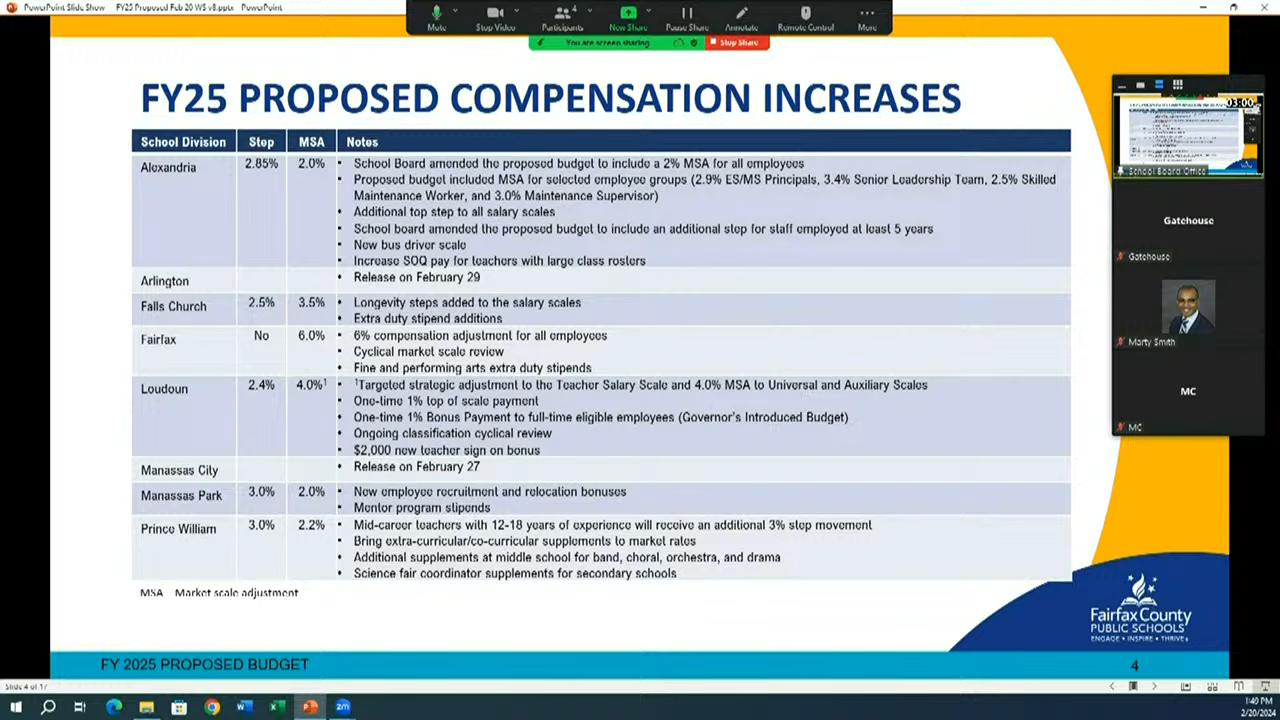 PowerPoint Slide Show
FY25 Proposed Feb 20 WS v8.pptx - PowerPoint
Mute
Stop Video
4
Participants
New Share
Pause Share
Annotate
Remote Control
More
You are screen sharing
Stop Share
FY25 PROPOSED COMPENSATION INCREASES
School Division Step MSA Notes
Alexandria 2.85% 2.0% • School Board amended the proposed budget to include a 2% MSA for all employees
• Proposed budget included MSA for selected employee groups (2.9% ES/MS Principals, 3.4% Senior Leadership Team, 2.5% Skilled
Maintenance Worker, and 3.0% Maintenance Supervisor)
• Additional top step to all salary scales
• School board amended the proposed budget to include an additional step for staff employed at least 5 years
• New bus driver scale
• Increase SOQ pay for teachers with large class rosters
Arlington • Release on February 29
Falls Church 2.5% 3.5% • Longevity steps added to the salary scales
• Extra duty stipend additions
Fairfax No 6.0% • 6% compensation adjustment for all employees
• Cyclical market scale review
• Fine and performing arts extra duty stipends
Loudoun 2.4% 4.0%¹ • ¹Targeted strategic adjustment to the Teacher Salary Scale and 4.0% MSA to Universal and Auxiliary Scales
• One-time 1% top of scale payment
• One-time 1% Bonus Payment to full-time eligible employees (Governor's Introduced Budget)
• Ongoing classification cyclical review
• $2,000 new teacher sign on bonus
Manassas City • Release on February 27
Manassas Park 3.0% 2.0% • New employee recruitment and relocation bonuses
• Mentor program stipends
Prince William 3.0% 2.2% • Mid-career teachers with 12-18 years of experience will receive an additional 3% step movement
• Bring extra-curricular/co-curricular supplements to market rates
• Additional supplements at middle school for band, choral, orchestra, and drama
• Science fair coordinator supplements for secondary schools
MSA Market scale adjustment
03:00
School Board Office
Gatehouse
Gatehouse
Marty Smith
MC
MC
Fairfax County
PUBLIC SCHOOLS
ENGAGE • INSPIRE • THRIVE
FY 2025 PROPOSED BUDGET
4
Slide 4 of 17
1:49 PM
2/20/2024